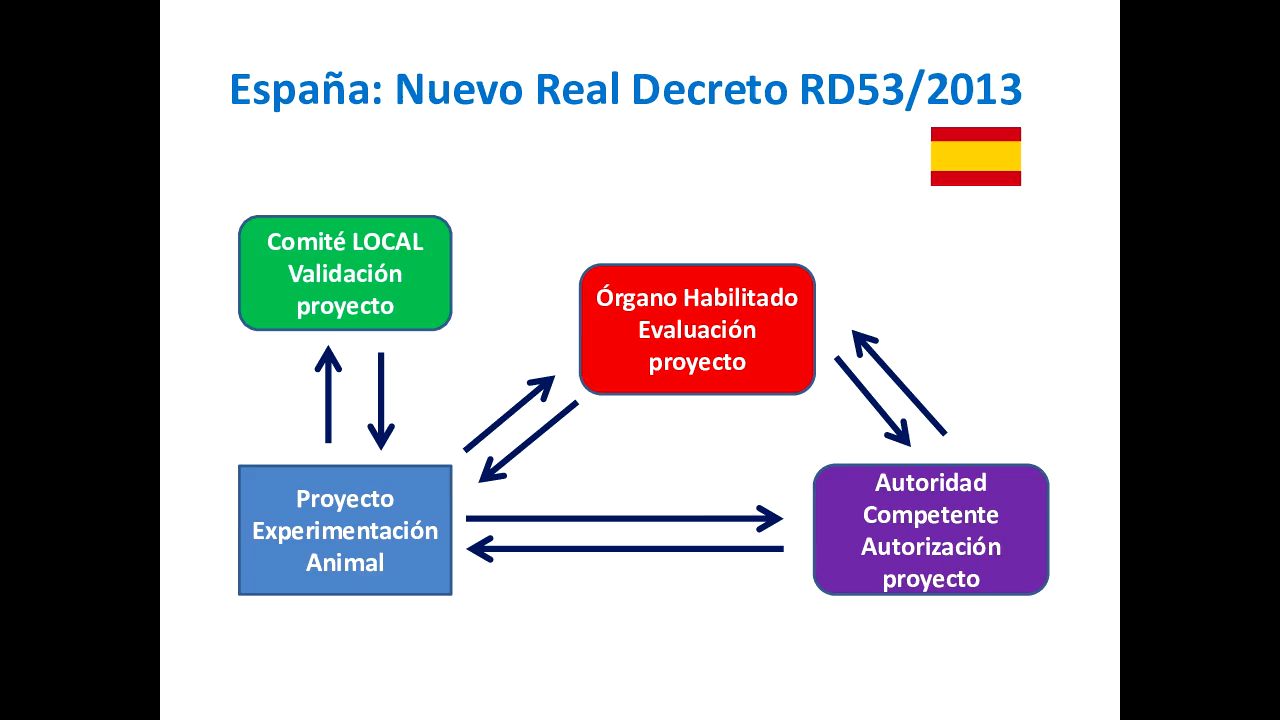 España: Nuevo Real Decreto RD53/2013
Comité LOCAL
Validación
proyecto
Órgano Habilitado
Evaluación
proyecto
Proyecto
Experimentación
Animal
Autoridad
Competente
Autorización
proyecto